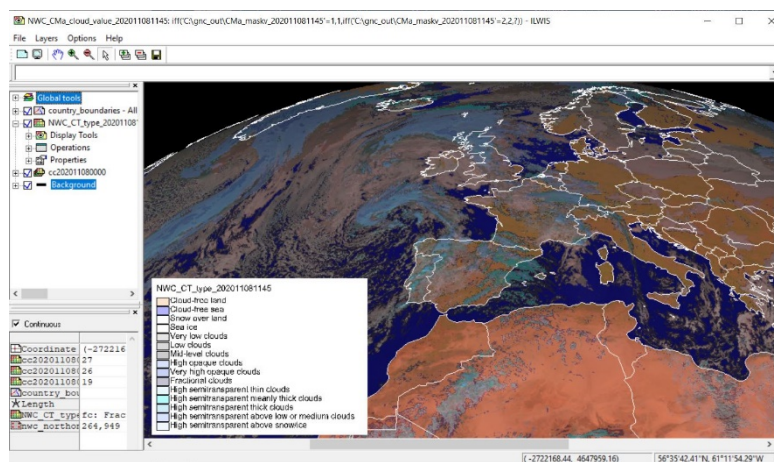 NWC_CMa_cloud_value_202011081145: iff('C:\gnc_out\CMa_maskv_202011081145'=1,1,iff('C:\gnc_out\CMa_maskv_202011081145'=2,2,?)) - ILWIS
File Layers Options Help
Global tools
country_boundaries - All
NWC_CT_type_20201108
Display Tools
Operations
Properties
cc202011080000
Background
Continuous
Coordinate (-272216
cc20201108 27
cc20201108 26
cc20201108 19
country_bou
Length
NWC_CT_type fc: Frac
264,949
NWC_CT_type_202011081145
Cloud-free land
Cloud-free sea
Snow over land
Sea ice
Very low clouds
Low clouds
Mid-level clouds
High opaque clouds
Very high opaque clouds
Fractional clouds
High semitransparent thin clouds
High semitransparent meanly thick clouds
High semitransparent thick clouds
High semitransparent above low or medium clouds
High semitransparent above snow/ice
(-2722168.44, 4647959.16) 56°35'42.41"N, 61°11'54.29"W